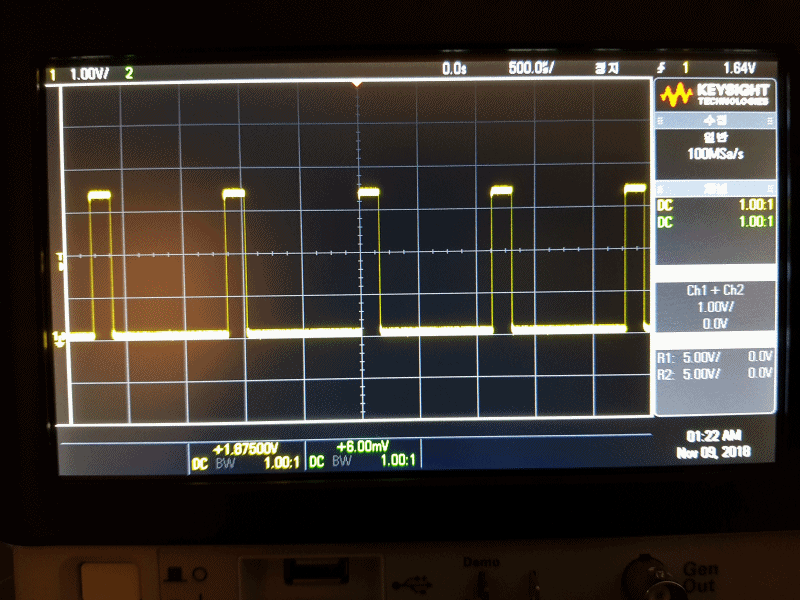 1 1.00V/ 2 0.0s 500.0us/ 정지 1 1.64V
KEYSIGHT
TECHNOLOGIES
수집
일반
100MSa/s
채널
DC 1.00:1
DC 1.00:1
Ch1 + Ch2
1.00V/
0.0V
R1: 5.00V/ 0.0V
R2: 5.00V/ 0.0V
+1.87500V +6.00mV
DC BW 1.00:1 DC BW 1.00:1
01:22 AM
Nov 09, 2018
Demo
Gen
Out